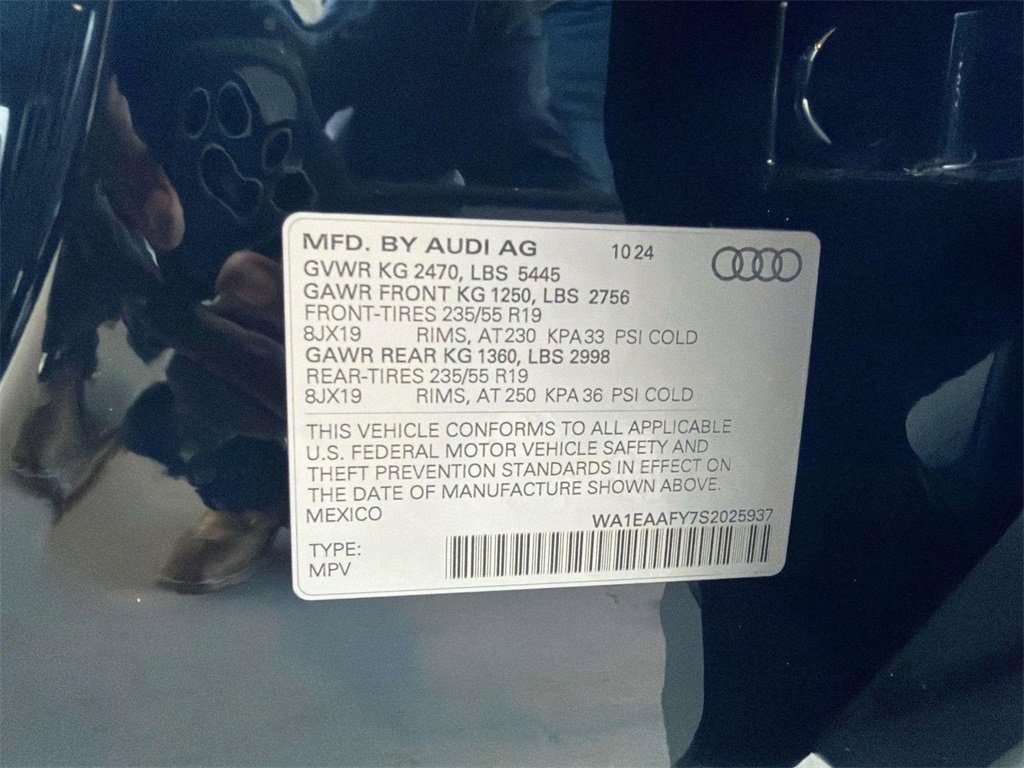 MFD. BY AUDI AG 10 24
GVWR KG 2470, LBS 5445
GAWR FRONT KG 1250, LBS 2756
FRONT-TIRES 235/55 R19
8JX19 RIMS, AT 230 KPA 33 PSI COLD
GAWR REAR KG 1360, LBS 2998
REAR-TIRES 235/55 R19
8JX19 RIMS, AT 250 KPA 36 PSI COLD
THIS VEHICLE CONFORMS TO ALL APPLICABLE
U.S. FEDERAL MOTOR VEHICLE SAFETY AND
THEFT PREVENTION STANDARDS IN EFFECT ON
THE DATE OF MANUFACTURE SHOWN ABOVE.
MEXICO WA1EAAFY7S2025937
TYPE:
MPV